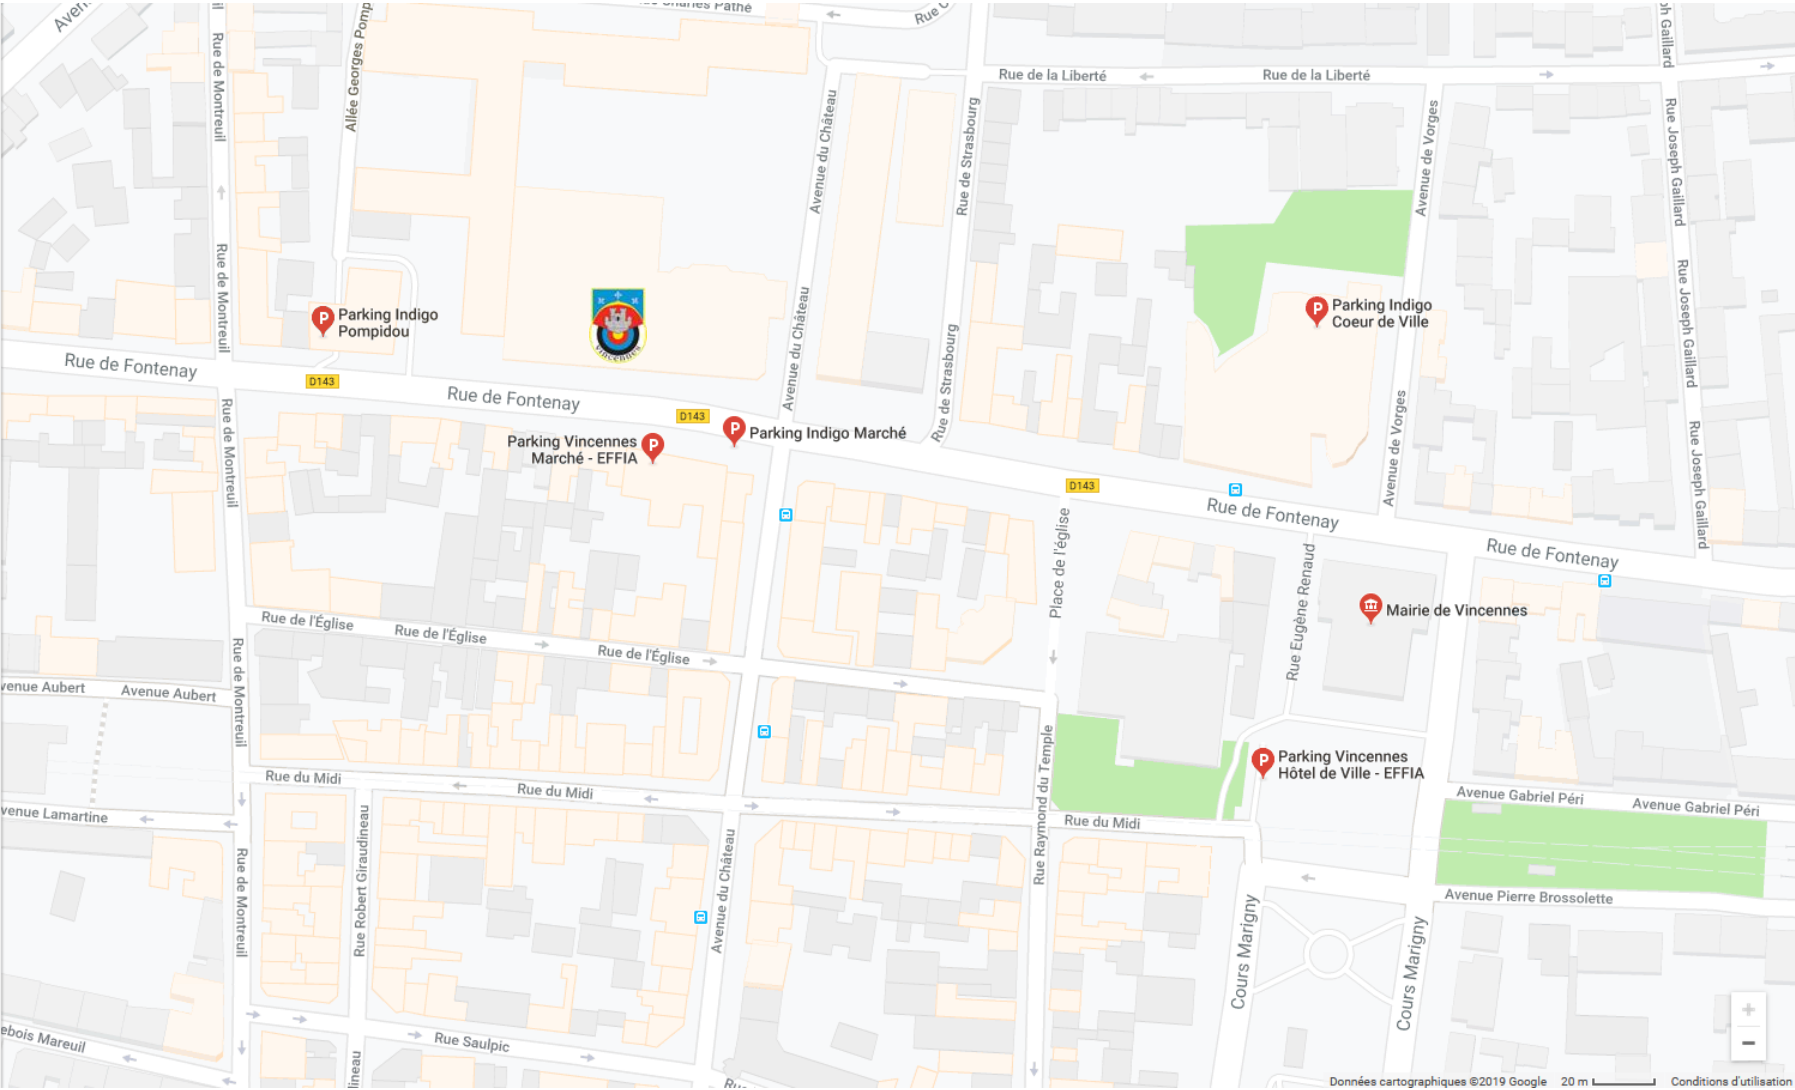 Rue de la Liberté
Rue de la Liberté
Rue de Montreuil
Allée Georges Pomp
Avenue du Château
Rue de Strasbourg
Avenue de Vorges
ph Gaillard
Rue Joseph Gaillard
Rue Joseph Gaillard
Rue Joseph Gaillard
Rue de Montreuil
Parking Indigo
Pompidou
VINCENNES
Avenue du Château
Rue de Strasbourg
Parking Indigo
Coeur de Ville
Rue de Fontenay
D143
Rue de Fontenay
D143
Parking Indigo Marché
Parking Vincennes
Marché - EFFIA
Rue de Montreuil
Avenue de Vorges
D143
Rue de Fontenay
Rue de Fontenay
Place de l'église
Rue Eugène Renaud
Mairie de Vincennes
Rue de l'Église
Rue de l'Église
Rue de l'Église
Rue de Montreuil
venue Aubert
Avenue Aubert
Rue du Midi
Rue du Midi
Rue Raymond du Temple
Parking Vincennes
Hôtel de Ville - EFFIA
Avenue Gabriel Péri
Avenue Gabriel Péri
venue Lamartine
Rue du Midi
Rue de Montreuil
Rue Robert Giraudineau
Avenue du Château
Avenue Pierre Brossolette
Cours Marigny
Cours Marigny
ebois Mareuil
Rue Saulpic
dineau
Données cartographiques ©2019 Google
20 m
Conditions d'utilisation